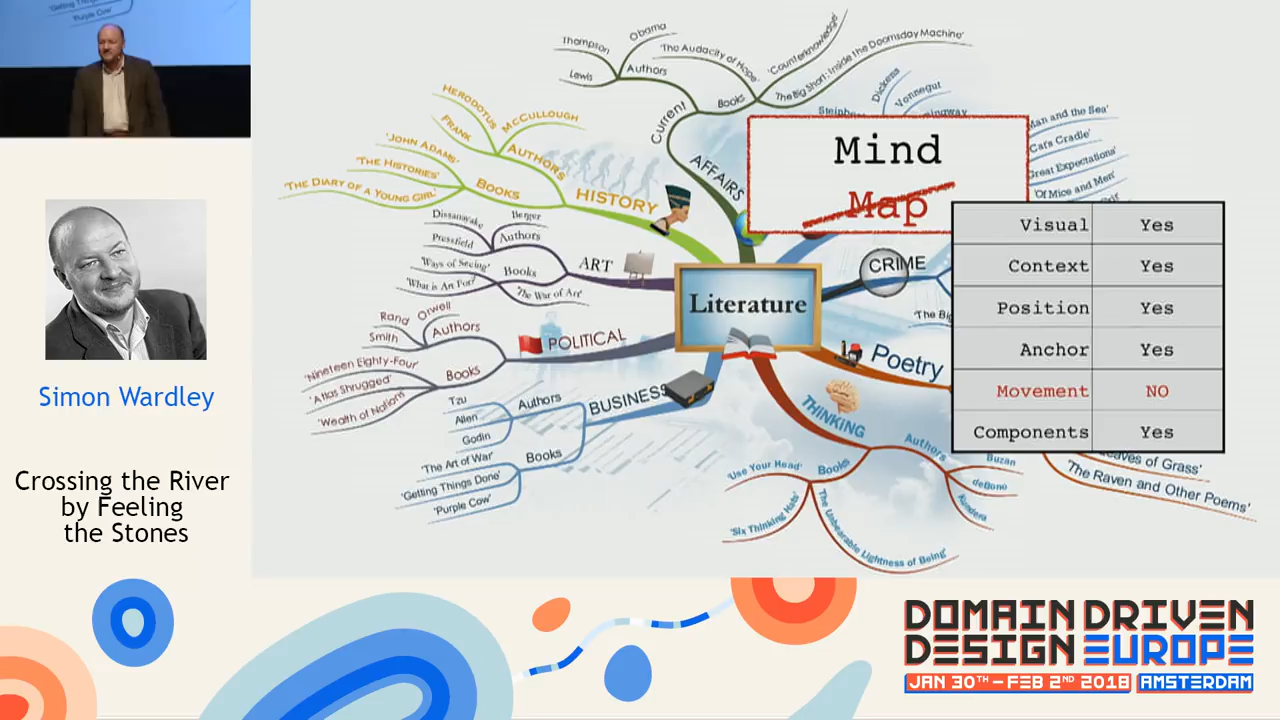 'Getting Things Done'
'Purple Cow'
Simon Wardley
Crossing the River
by Feeling
the Stones
Literature
AFFAIRS
Current
Authors
Thompson
Obama
Lewis
Books
'The Audacity of Hope'
'Counterknowledge'
'The Big Short: Inside the Doomsday Machine'
Dickens
Vonnegut
Man and the Sea'
Cat's Cradle'
Great Expectations'
'Of Mice and Men'
HISTORY
AUTHORS
HERODOTUS
FRANK
MCCULLOUGH
BOOKS
'JOHN ADAMS'
'THE HISTORIES'
'THE DIARY OF A YOUNG GIRL'
ART
Authors
Dissanayake
Berger
Pressfield
Books
'Ways of Seeing'
'What is Art For?'
'The War of Art'
POLITICAL
Authors
Rand
Orwell
Smith
Books
'Nineteen Eighty-Four'
'Atlas Shrugged'
'Wealth of Nations'
BUSINESS
Authors
Tzu
Allen
Godin
Books
'The Art of War'
'Getting Things Done'
'Purple Cow'
THINKING
Books
'Use Your Head'
'Six Thinking Hats'
'The Unbearable Lightness of Being'
Authors
Buzan
deBono
Kundera
Poetry
Leaves of Grass'
'The Raven and Other Poems'
CRIME
'The Big
Mind
Map
Visual Yes
Context Yes
Position Yes
Anchor Yes
Movement NO
Components Yes
DOMAIN DRIVEN
DESIGN EUROPE
JAN 30TH – FEB 2ND 2018 AMSTERDAM